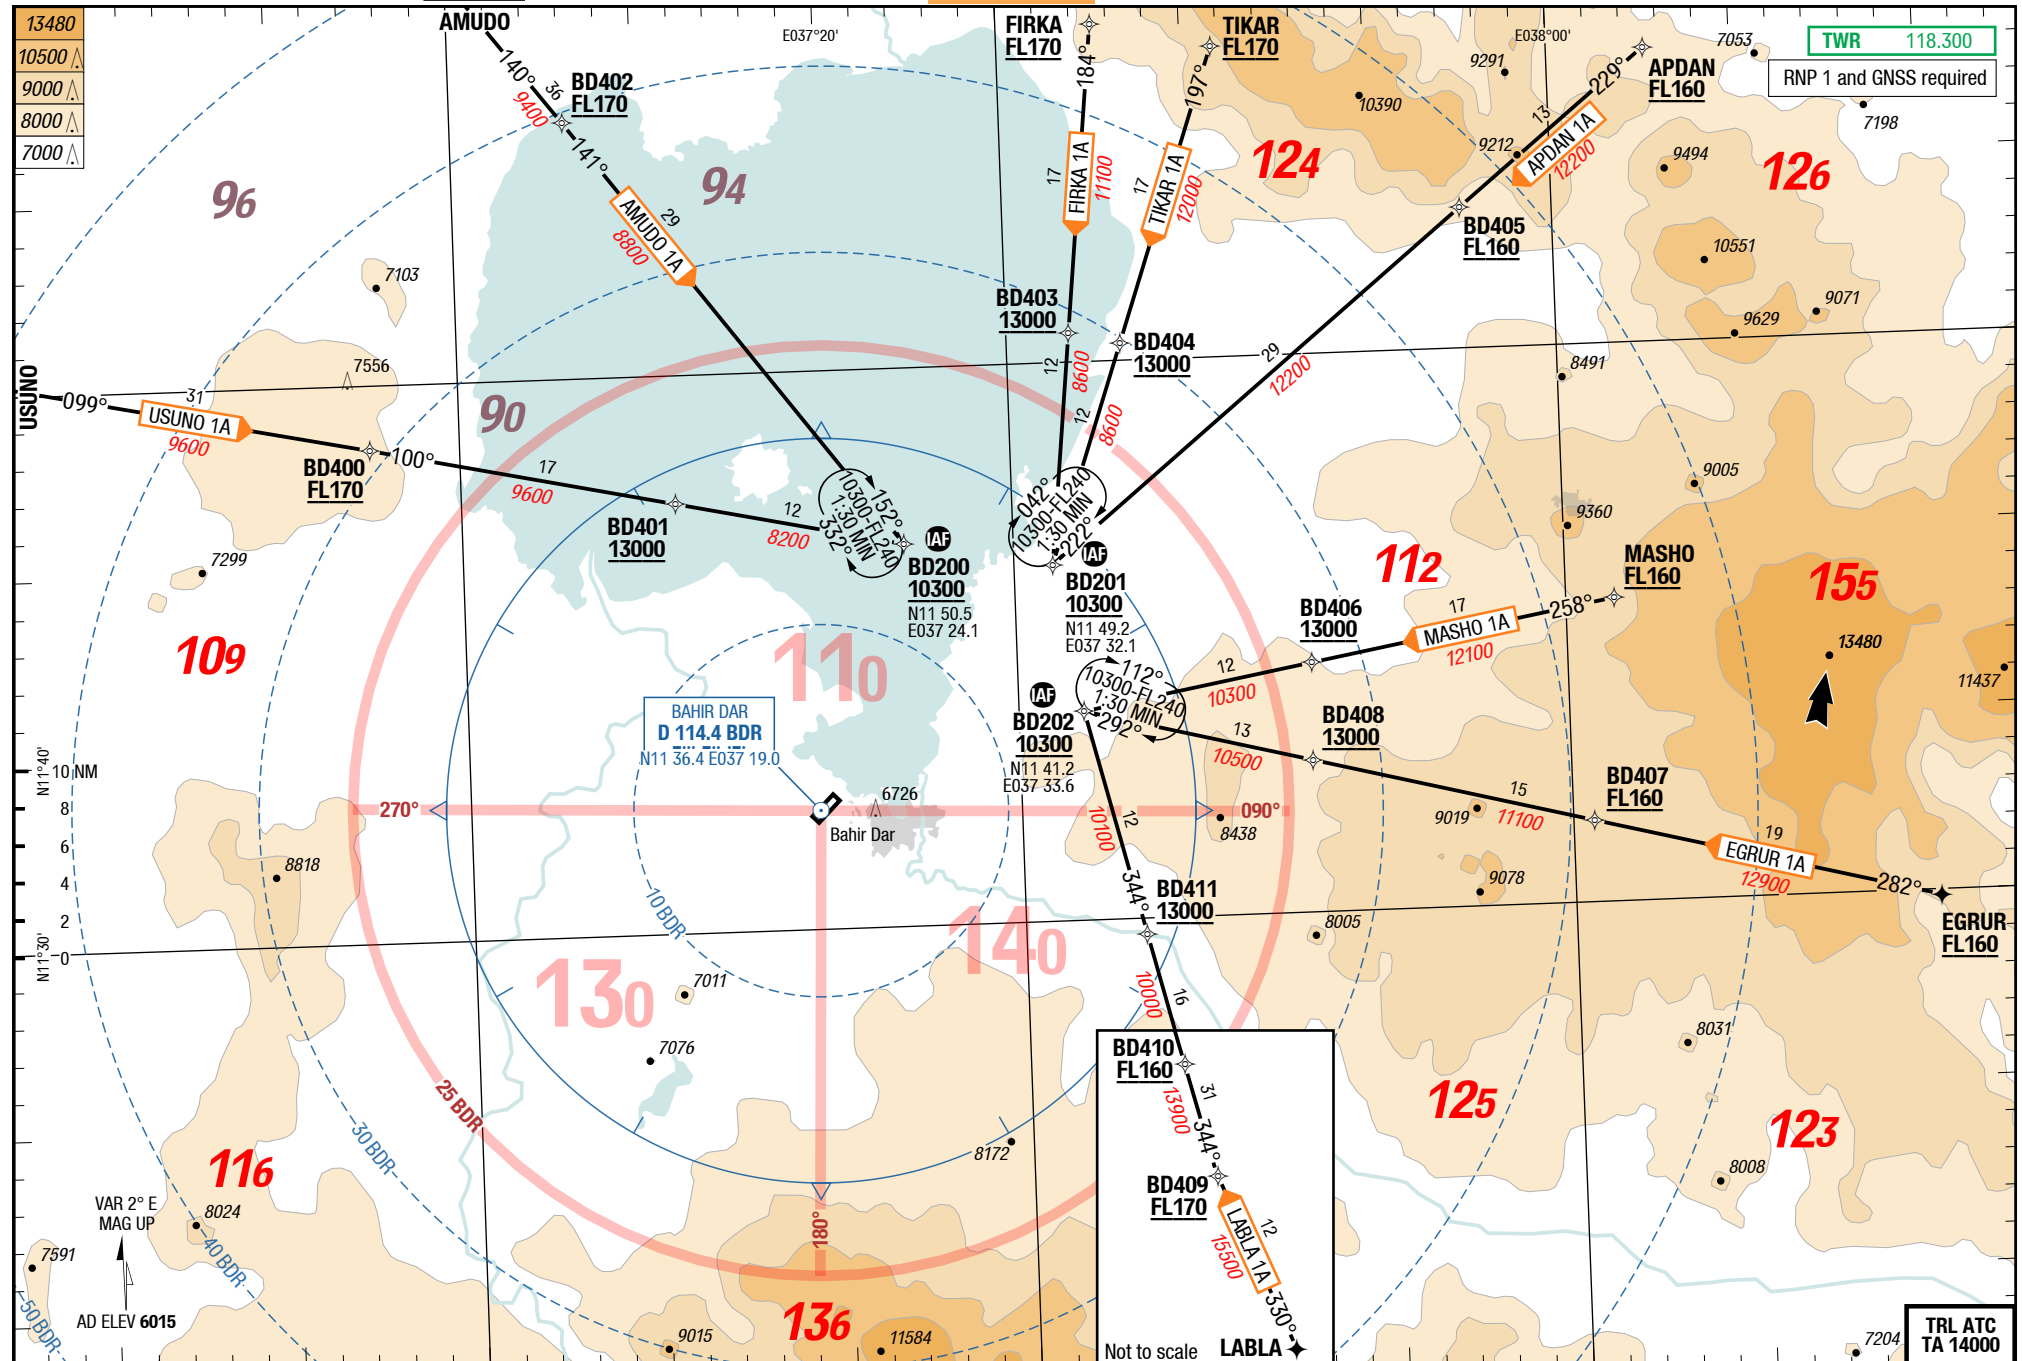 13480
10500
9000
8000
7000
AMUDO
140°
36
9400
BD402
FL170
141°
29
AMUDO 1A
8800
E037°20'
FIRKA
FL170
184°
17
FIRKA 1A
11100
TIKAR
FL170
197°
17
TIKAR 1A
12000
E038°00'
229°
APDAN
FL160
13
APDAN 1A
12200
TWR 118.300
RNP 1 and GNSS required
7053
7198
9291
10390
9212
9494
124
126
96
94
90
BD405
FL160
10551
9071
9629
8491
7103
7556
BD403
13000
12
8600
BD404
13000
12
8600
29
12200
USUNO
099°
31
USUNO 1A
9600
BD400
FL170
100°
17
9600
BD401
13000
12
8200
152°
10300-FL240
1:30 MIN
332°
IAF
BD200
10300
N11 50.5
E037 24.1
042°
10300-FL240
1:30 MIN
222°
IAF
BD201
10300
N11 49.2
E037 32.1
9005
9360
112
155
MASHO
FL160
258°
17
MASHO 1A
12100
BD406
13000
12
10300
7299
109
110
13480
11437
112°
10300-FL240
1:30 MIN
292°
IAF
BD202
10300
N11 41.2
E037 33.6
BAHIR DAR
D 114.4 BDR
N11 36.4 E037 19.0
BD408
13000
13
10500
15
11100
BD407
FL160
19
EGRUR 1A
12900
282°
EGRUR
FL160
N11°40'
10 NM
8
6
4
2
0
N11°30'
270°
090°
180°
6726
Bahir Dar
8438
9019
9078
8005
8818
12
10100
344°
BD411
13000
16
10000
10 BDR
25 BDR
30 BDR
40 BDR
50 BDR
140
130
7011
7076
8172
BD410
FL160
31
13900
344°
BD409
FL170
12
LABLA 1A
15500
330°
Not to scale
LABLA
8031
8008
125
123
116
136
VAR 2° E
MAG UP
8024
7591
AD ELEV 6015
9015
11584
7204
TRL ATC
TA 14000